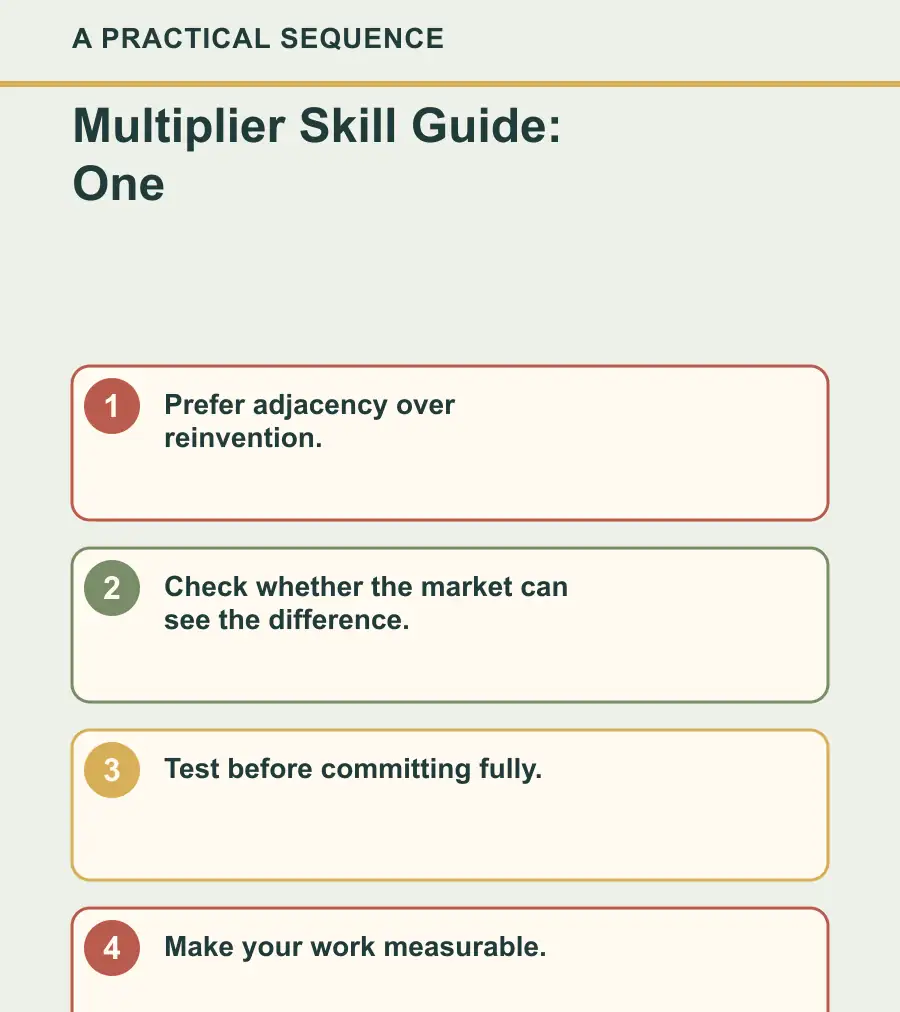 A PRACTICAL SEQUENCE
Multiplier Skill Guide:
One
1
Prefer adjacency over
reinvention.
2
Check whether the market can
see the difference.
3
Test before committing fully.
4
Make your work measurable.